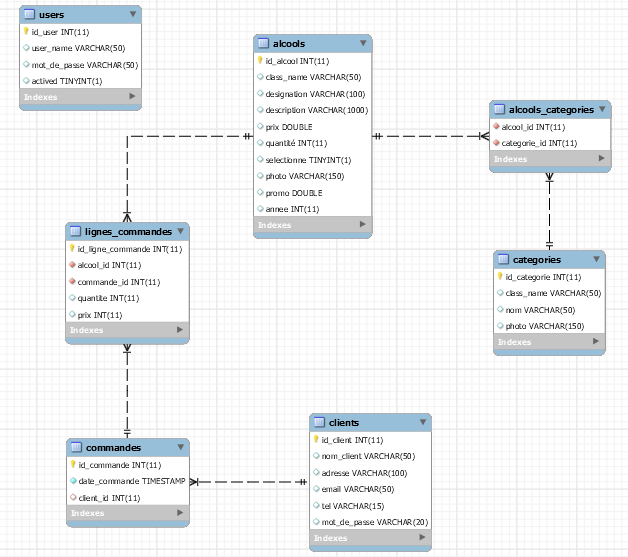 users
id_user INT(11)
user_name VARCHAR(50)
mot_de_passe VARCHAR(50)
actived TINYINT(1)
Indexes
alcools
id_alcool INT(11)
class_name VARCHAR(50)
designation VARCHAR(100)
description VARCHAR(1000)
prix DOUBLE
quantité INT(11)
selectionne TINYINT(1)
photo VARCHAR(150)
promo DOUBLE
annee INT(11)
Indexes
alcools_categories
alcool_id INT(11)
categorie_id INT(11)
Indexes
lignes_commandes
id_ligne_commande INT(11)
alcool_id INT(11)
commande_id INT(11)
quantite INT(11)
prix INT(11)
Indexes
categories
id_categorie INT(11)
class_name VARCHAR(50)
nom VARCHAR(50)
photo VARCHAR(150)
Indexes
commandes
id_commande INT(11)
date_commande TIMESTAMP
client_id INT(11)
Indexes
clients
id_client INT(11)
nom_client VARCHAR(50)
adresse VARCHAR(100)
email VARCHAR(50)
tel VARCHAR(15)
mot_de_passe VARCHAR(20)
Indexes